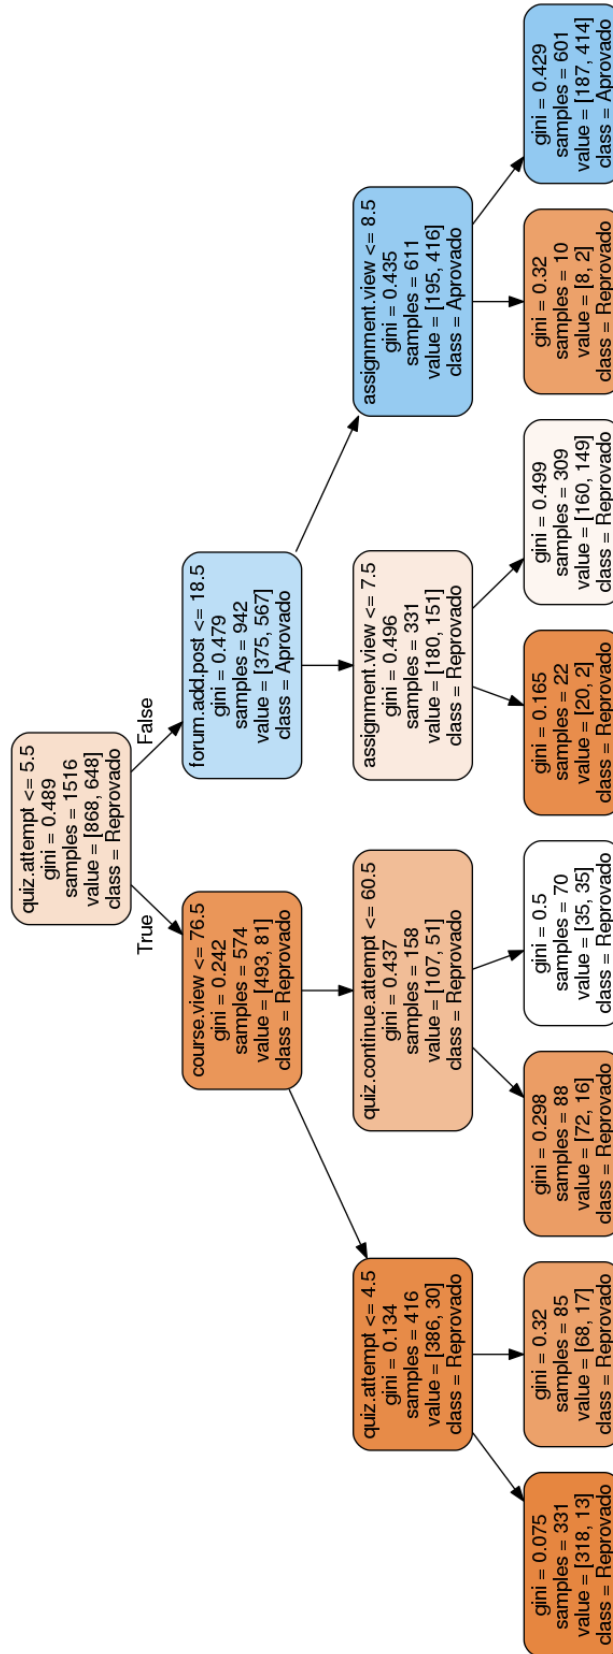 quiz.attempt <= 5.5
gini = 0.489
samples = 1516
value = [868, 648]
class = Reprovado
True
False
course.view <= 76.5
gini = 0.242
samples = 574
value = [493, 81]
class = Reprovado
forum.add.post <= 18.5
gini = 0.479
samples = 942
value = [375, 567]
class = Aprovado
quiz.attempt <= 4.5
gini = 0.134
samples = 416
value = [386, 30]
class = Reprovado
quiz.continue.attempt <= 60.5
gini = 0.437
samples = 158
value = [107, 51]
class = Reprovado
assignment.view <= 7.5
gini = 0.496
samples = 331
value = [180, 151]
class = Reprovado
assignment.view <= 8.5
gini = 0.435
samples = 611
value = [195, 416]
class = Aprovado
gini = 0.075
samples = 331
value = [318, 13]
class = Reprovado
gini = 0.32
samples = 85
value = [68, 17]
class = Reprovado
gini = 0.298
samples = 88
value = [72, 16]
class = Reprovado
gini = 0.5
samples = 70
value = [35, 35]
class = Reprovado
gini = 0.165
samples = 22
value = [20, 2]
class = Reprovado
gini = 0.499
samples = 309
value = [160, 149]
class = Reprovado
gini = 0.32
samples = 10
value = [8, 2]
class = Reprovado
gini = 0.429
samples = 601
value = [187, 414]
class = Aprovado